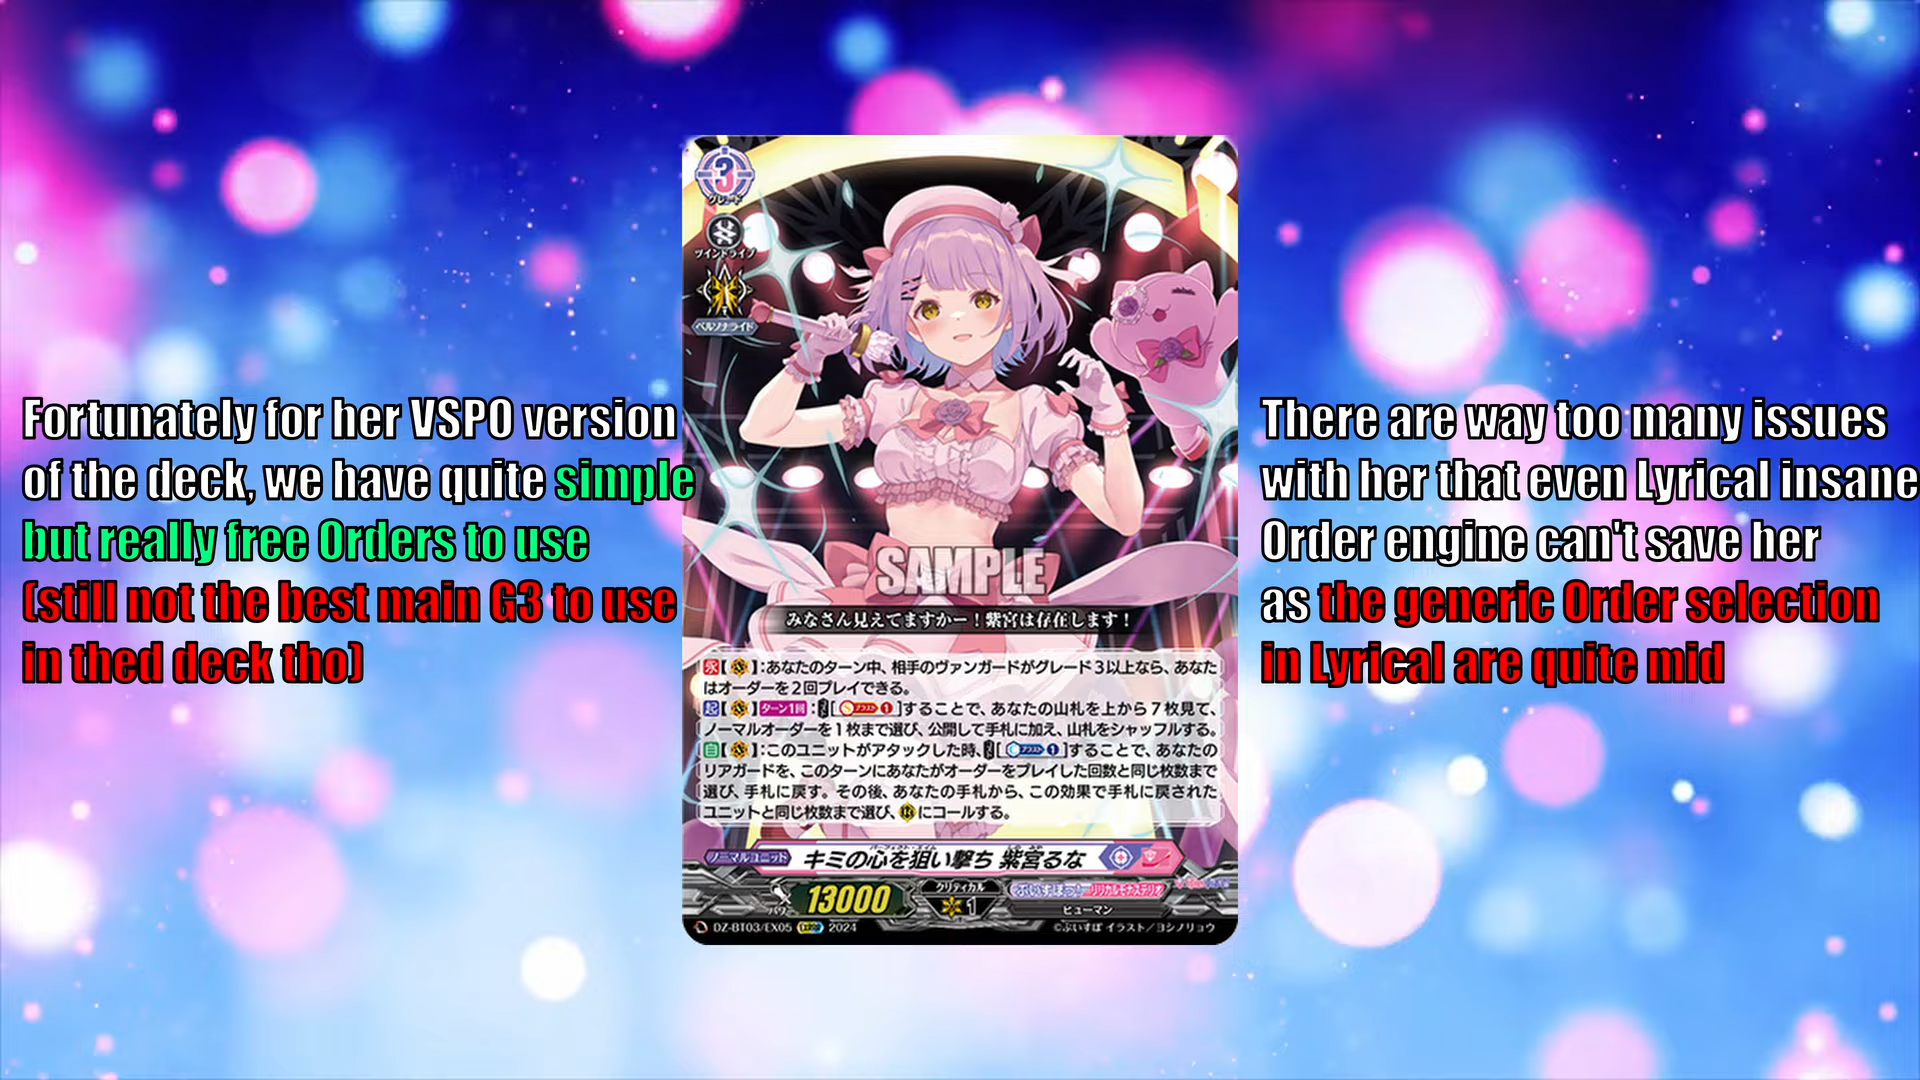 Fortunately for her VSPO version
of the deck, we have quite simple
but really free Orders to use
(still not the best main G3 to use
in thed deck tho)
3
グレード
ツインドライブ
ペルソナライド
SAMPLE
みなさん見えてますかー！紫宮は存在します！
永【】：あなたのターン中、相手のヴァンガードがグレード３以上なら、あなた
はオーダーを２回プレイできる。
起【】ターン1回：[ブラスト1]することで、あなたの山札を上から７枚見て、
ノーマルオーダーを１枚まで選び、公開して手札に加え、山札をシャッフルする。
自【】：このユニットがアタックした時、[ブラスト1]することで、あなたの
リアガードを、このターンにあなたがオーダーをプレイした回数と同じ枚数まで
選び、手札に戻す。その後、あなたの手札から、この効果で手札に戻された
ユニットと同じ枚数まで選び、Rにコールする。
ノーマルユニット
パーフェクト・エイム
キミの心を狙い撃ち 紫宮るな
パワー 13000
クリティカル
1
ぶいすぽっ！ リリカルモナステリオ
ヒューマン
DZ-BT03/EX05 2024
©ぶいすぽ イラスト／ヨシノリョウ
There are way too many issues
with her that even Lyrical insane
Order engine can't save her
as the generic Order selection
in Lyrical are quite mid